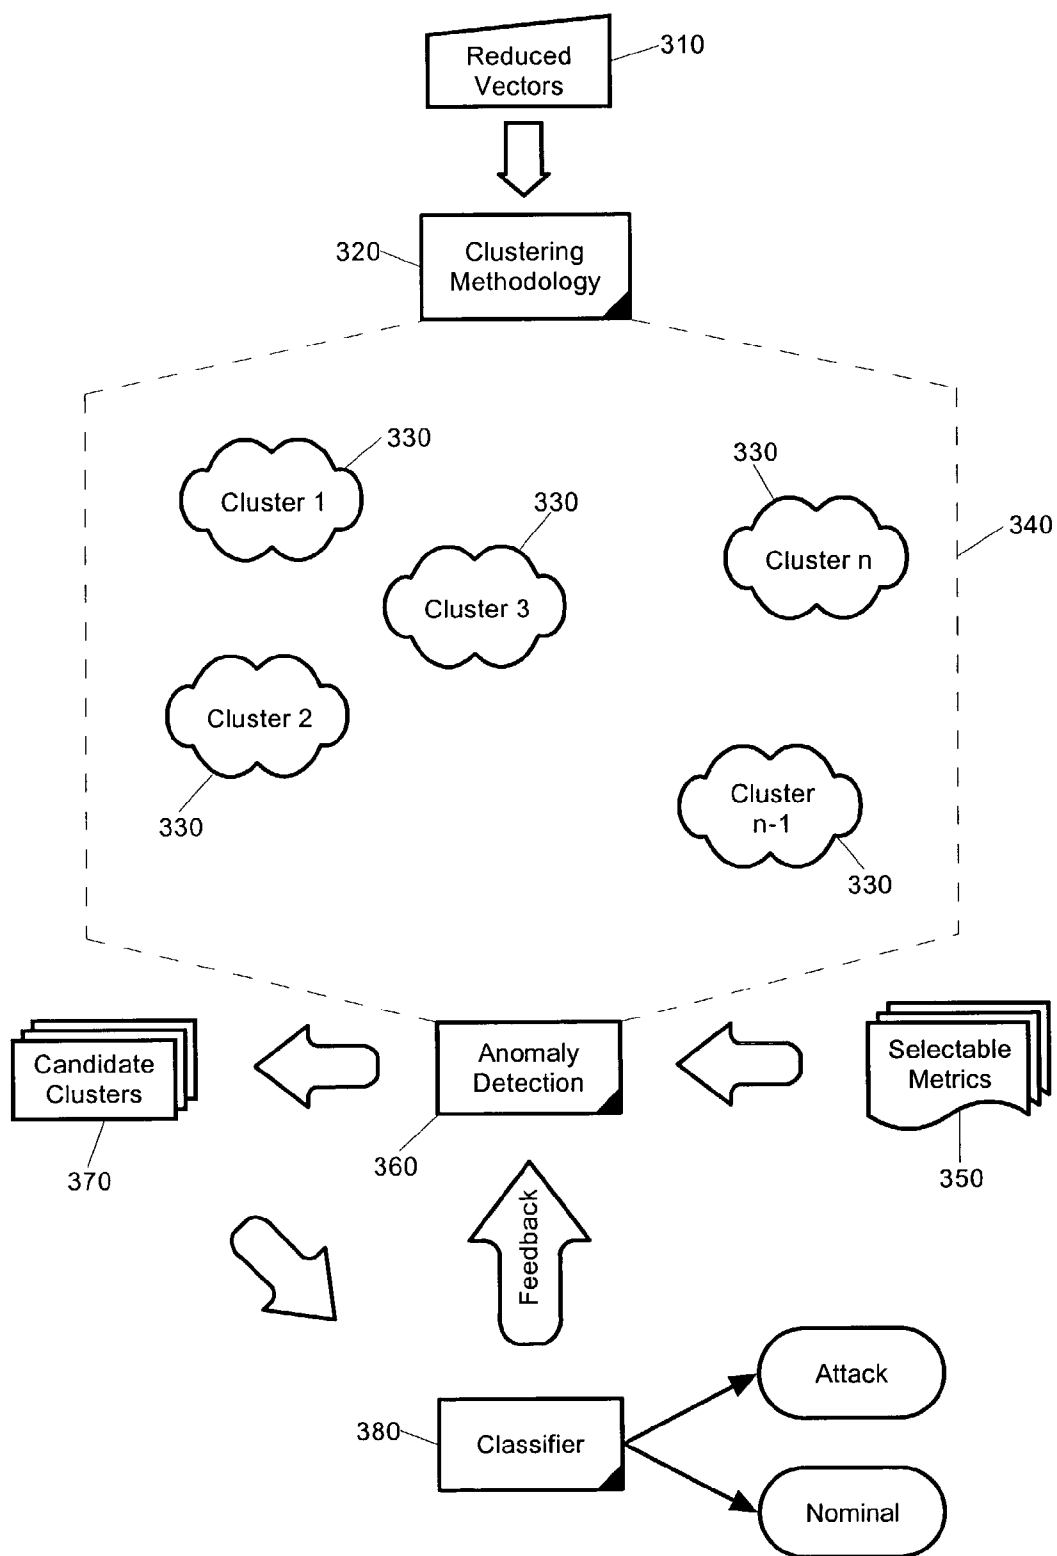 310
Reduced
Vectors
320
Clustering
Methodology
330
330
330
Cluster 1
340
Cluster n
Cluster 3
Cluster 2
Cluster
n-1
330
330
Candidate
Clusters
Anomaly
Detection
Selectable
Metrics
370
360
350
Feedback
Attack
380
Classifier
Nominal